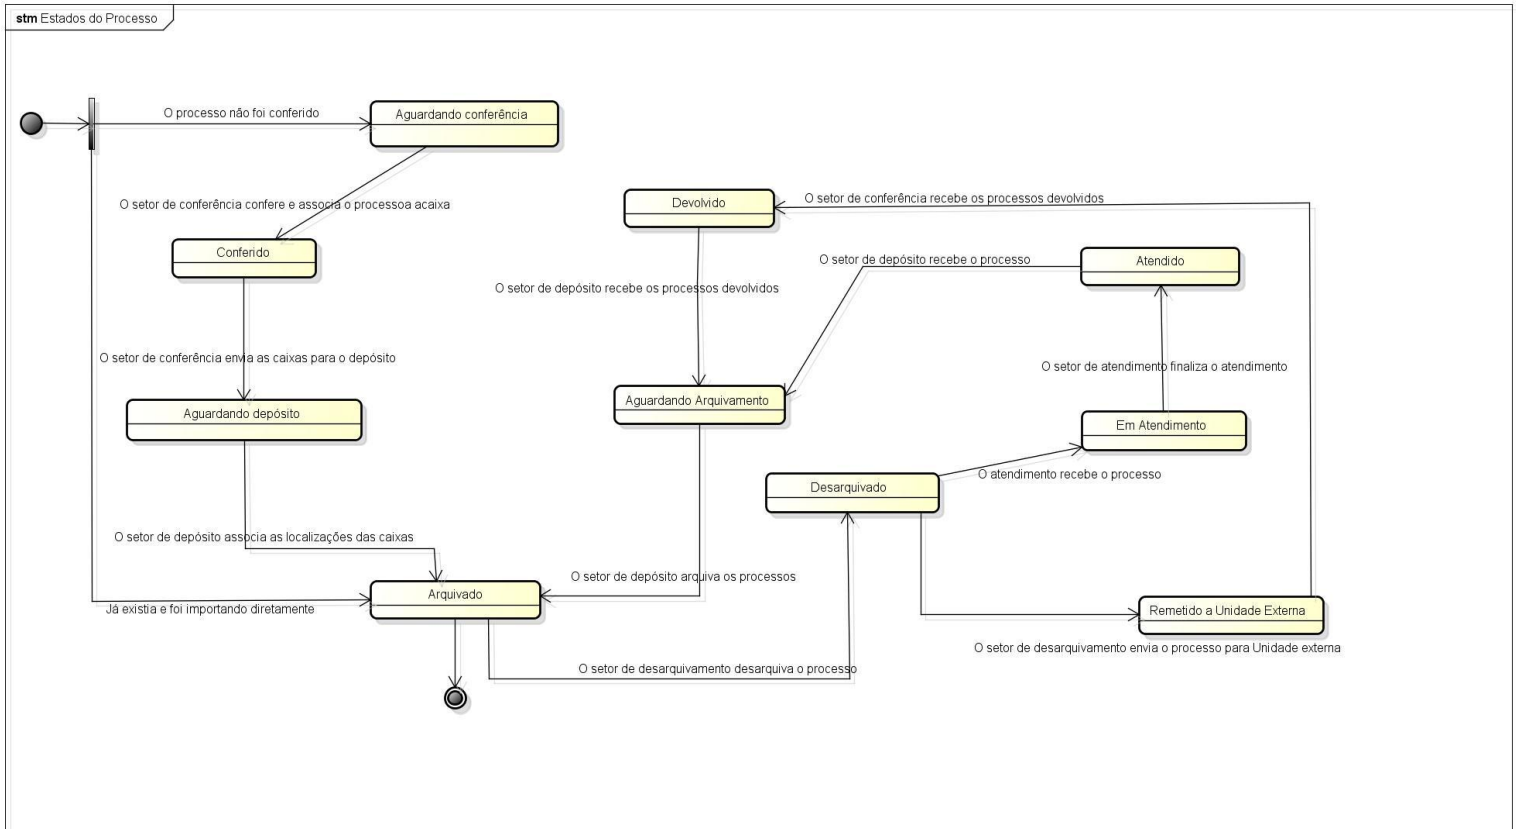 stm Estados do Processo
O processo não foi conferido
Aguardando conferência
O setor de conferência confere e associa o processoa acaixa
Devolvido
O setor de conferência recebe os processos devolvidos
Conferido
O setor de depósito recebe o processo
Atendido
O setor de depósito recebe os processos devolvidos
O setor de conferência envia as caixas para o depósito
O setor de atendimento finaliza o atendimento
Aguardando depósito
Aguardando Arquivamento
Em Atendimento
O atendimento recebe o processo
Desarquivado
O setor de depósito associa as localizações das caixas
O setor de depósito arquiva os processos
Arquivado
Já existia e foi importando diretamente
Remetido a Unidade Externa
O setor de desarquivamento envia o processo para Unidade externa
O setor de desarquivamento desarquiva o processo